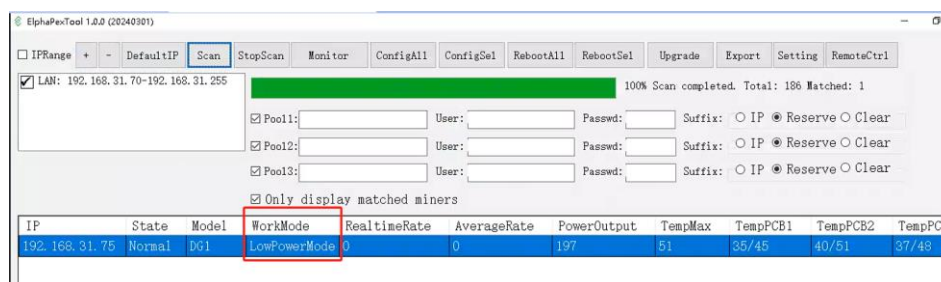 ElphaPexTool 1.0.0 (20240301)
IPRange + - DefaultIP Scan StopScan Monitor ConfigAll ConfigSel RebootAll RebootSel Upgrade Export Setting RemoteCtrl
LAN: 192.168.31.70-192.168.31.255
100% Scan completed. Total: 186 Matched: 1
Pool1: User: Passwd: Suffix: IP Reserve Clear
Pool2: User: Passwd: Suffix: IP Reserve Clear
Pool3: User: Passwd: Suffix: IP Reserve Clear
Only display matched miners
IP State Model WorkMode RealtimeRate AverageRate PowerOutput TempMax TempPCB1 TempPCB2 TempPC
192.168.31.75 Normal DG1 LowPowerMode 0 0 197 51 35/45 40/51 37/48